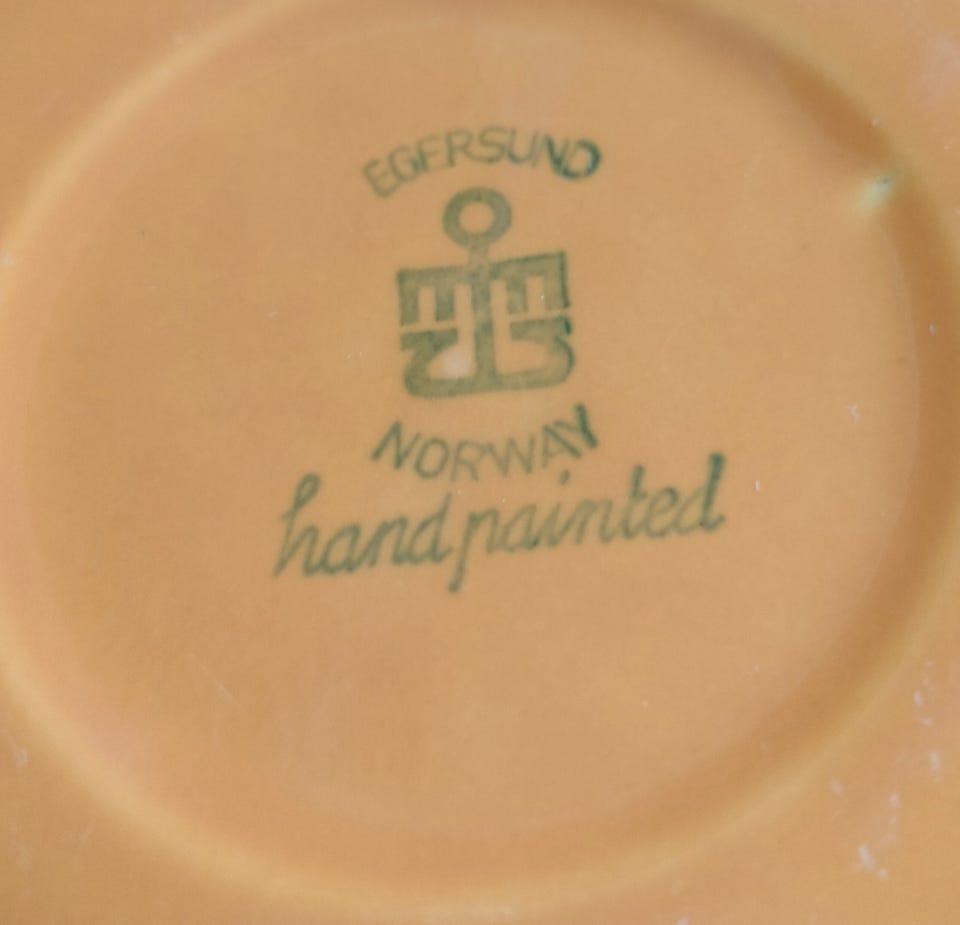 EGERSUND
NORWAY
hand painted